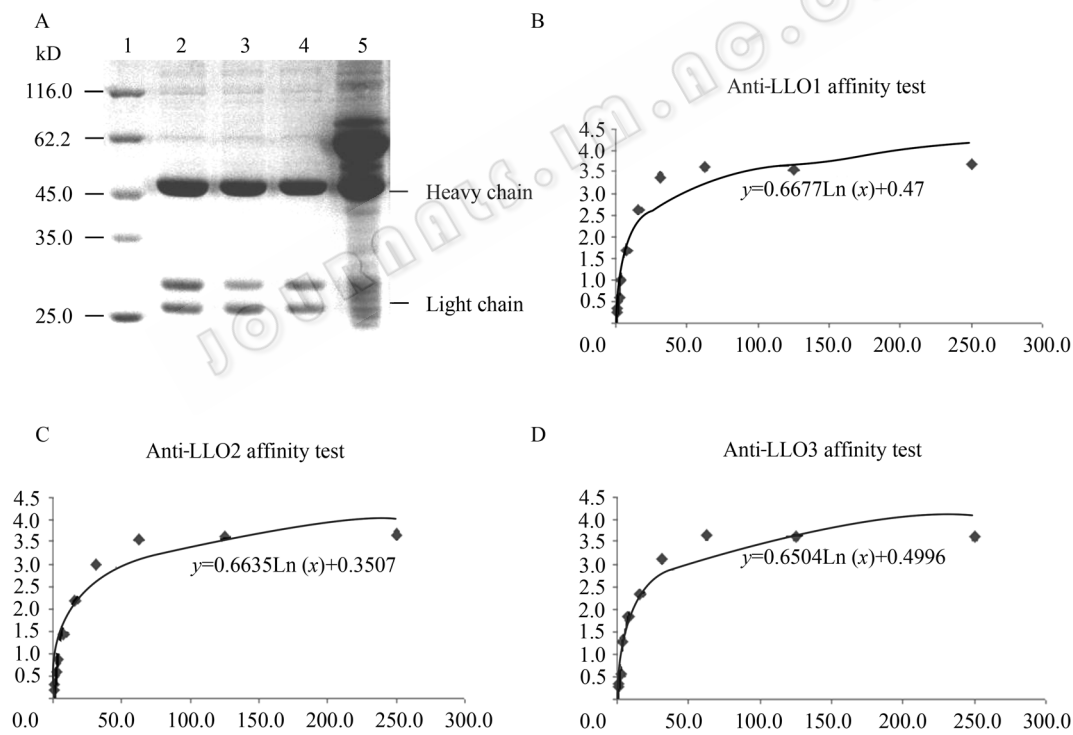 A
kD
1 2 3 4 5
116.0
62.2
45.0
35.0
25.0
Heavy chain
Light chain
B
Anti-LLO1 affinity test
4.5
4.0
3.5
3.0
2.5
2.0
1.5
1.0
0.5
y=0.6677Ln (x)+0.47
0.0 50.0 100.0 150.0 200.0 250.0 300.0
C
Anti-LLO2 affinity test
4.5
4.0
3.5
3.0
2.5
2.0
1.5
1.0
0.5
y=0.6635Ln (x)+0.3507
0.0 50.0 100.0 150.0 200.0 250.0 300.0
D
Anti-LLO3 affinity test
4.5
4.0
3.5
3.0
2.5
2.0
1.5
1.0
0.5
y=0.6504Ln (x)+0.4996
0.0 50.0 100.0 150.0 200.0 250.0 300.0
journals.im.ac.